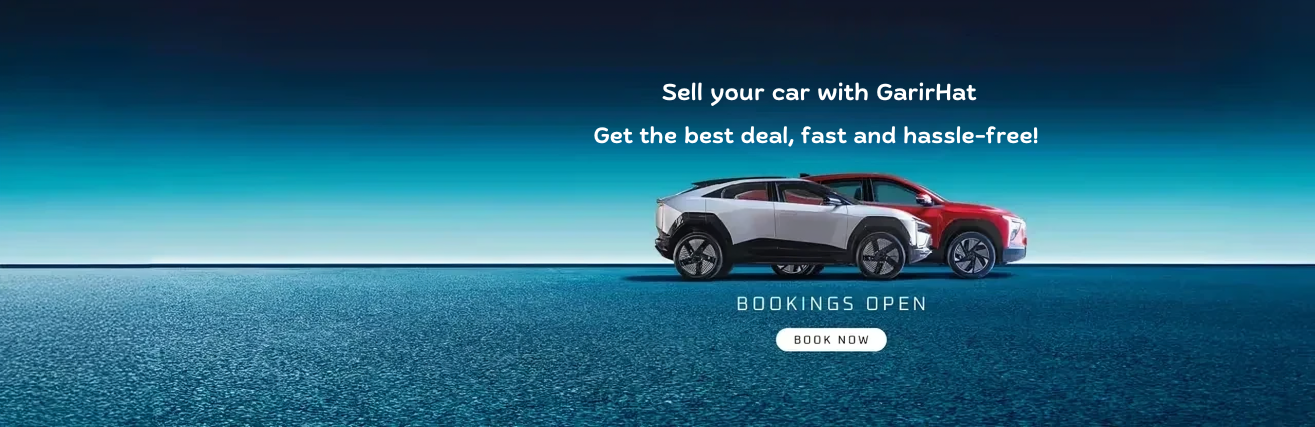 Sell your car with GarirHat
Get the best deal, fast and hassle-free!
BOOKINGS OPEN
BOOK NOW